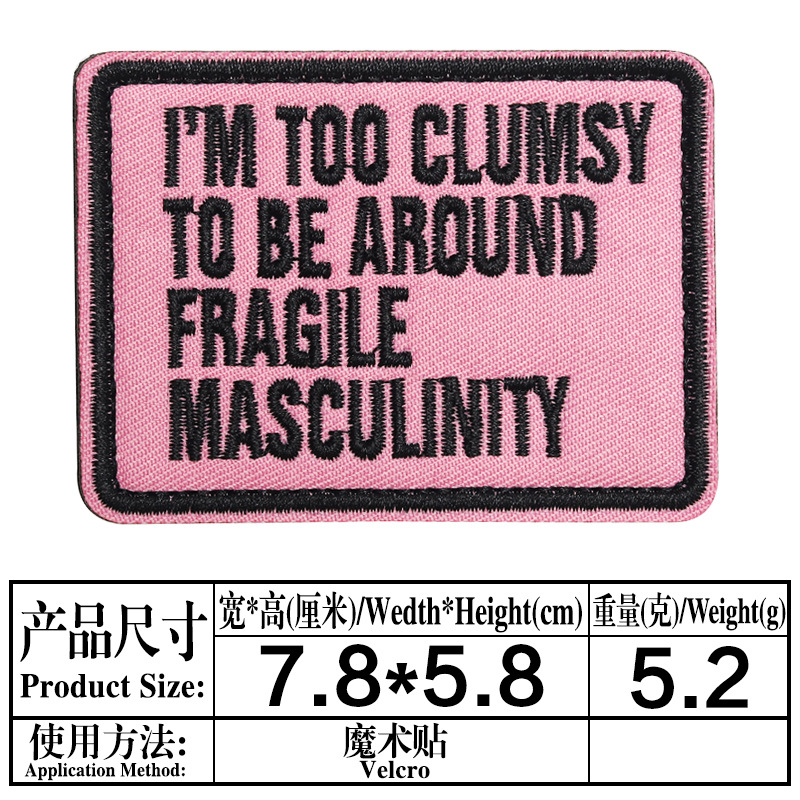 I'M TOO CLUMSY
TO BE AROUND
FRAGILE
MASCULINITY
产品尺寸
Product Size:
宽*高(厘米)/Wedth*Height(cm)
7.8*5.8
重量(克)/Weight(g)
5.2
使用方法:
Application Method:
魔术贴
Velcro